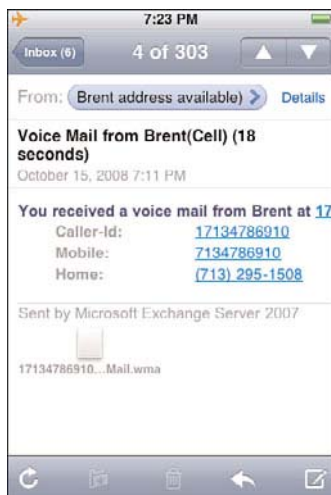 7:23 PM
Inbox (6)
4 of 303
From: Brent address available)
Details
Voice Mail from Brent(Cell) (18
seconds)
October 15, 2008 7:11 PM
You received a voice mail from Brent at 17
Caller-Id: 17134786910
Mobile: 7134786910
Home: (713) 295-1508
Sent by Microsoft Exchange Server 2007
17134786910...Mail.wma